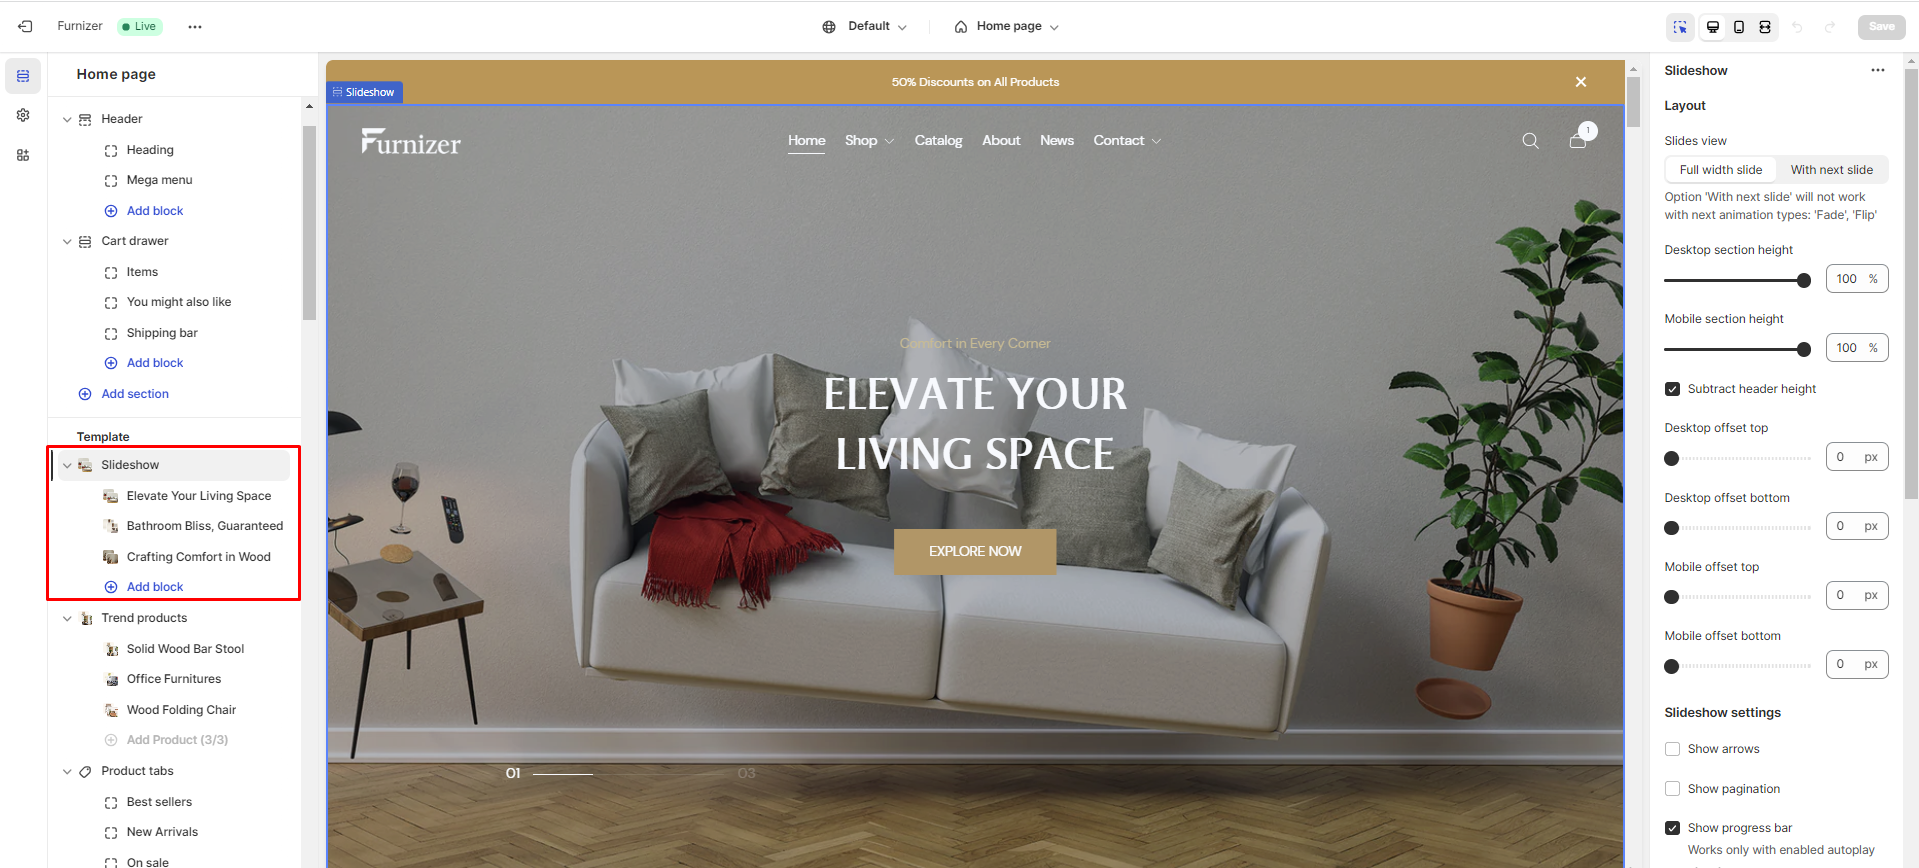 Furnizer
Live
Default
Home page
Save
Home page
Header
Heading
Mega menu
Add block
Cart drawer
Items
You might also like
Shipping bar
Add block
Add section
Template
Slideshow
Elevate Your Living Space
Bathroom Bliss, Guaranteed
Crafting Comfort in Wood
Add block
Trend products
Solid Wood Bar Stool
Office Furnitures
Wood Folding Chair
Add Product (3/3)
Product tabs
Best sellers
New Arrivals
On sale
50% Discounts on All Products
Slideshow
Furnizer
Home
Shop
Catalog
About
News
Contact
1
Comfort in Every Corner
ELEVATE YOUR
LIVING SPACE
EXPLORE NOW
01
03
Slideshow
Layout
Slides view
Full width slide
With next slide
Option 'With next slide' will not work
with next animation types: 'Fade', 'Flip'
Desktop section height
100 %
Mobile section height
100 %
Subtract header height
Desktop offset top
0 px
Desktop offset bottom
0 px
Mobile offset top
0 px
Mobile offset bottom
0 px
Slideshow settings
Show arrows
Show pagination
Show progress bar
Works only with enabled autoplay